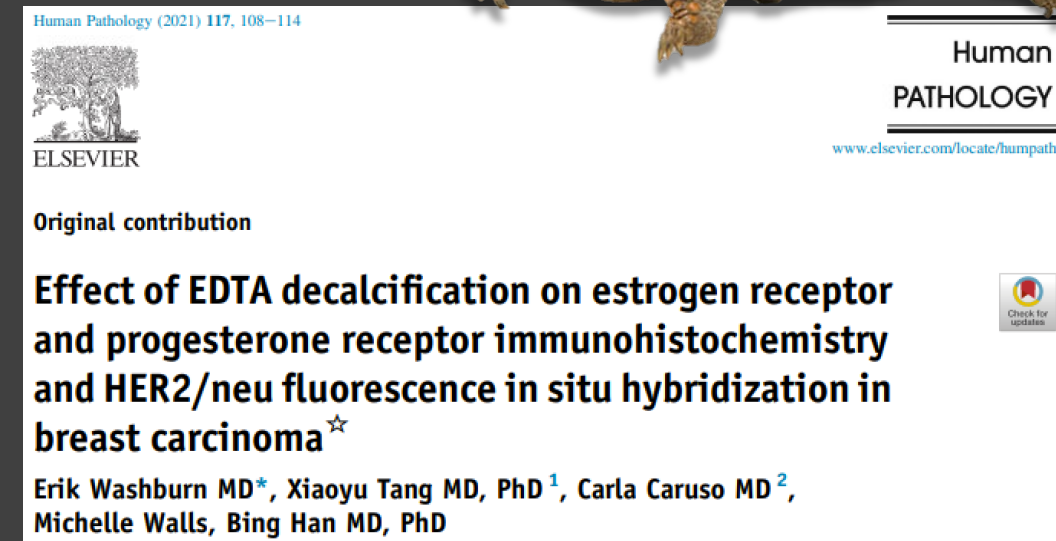 Human Pathology (2021) 117, 108–114
ELSEVIER
Human
PATHOLOGY
www.elsevier.com/locate/humpath
Original contribution
Effect of EDTA decalcification on estrogen receptor
and progesterone receptor immunohistochemistry
and HER2/neu fluorescence in situ hybridization in
breast carcinoma☆
Check for
updates
Erik Washburn MD*, Xiaoyu Tang MD, PhD 1, Carla Caruso MD 2,
Michelle Walls, Bing Han MD, PhD